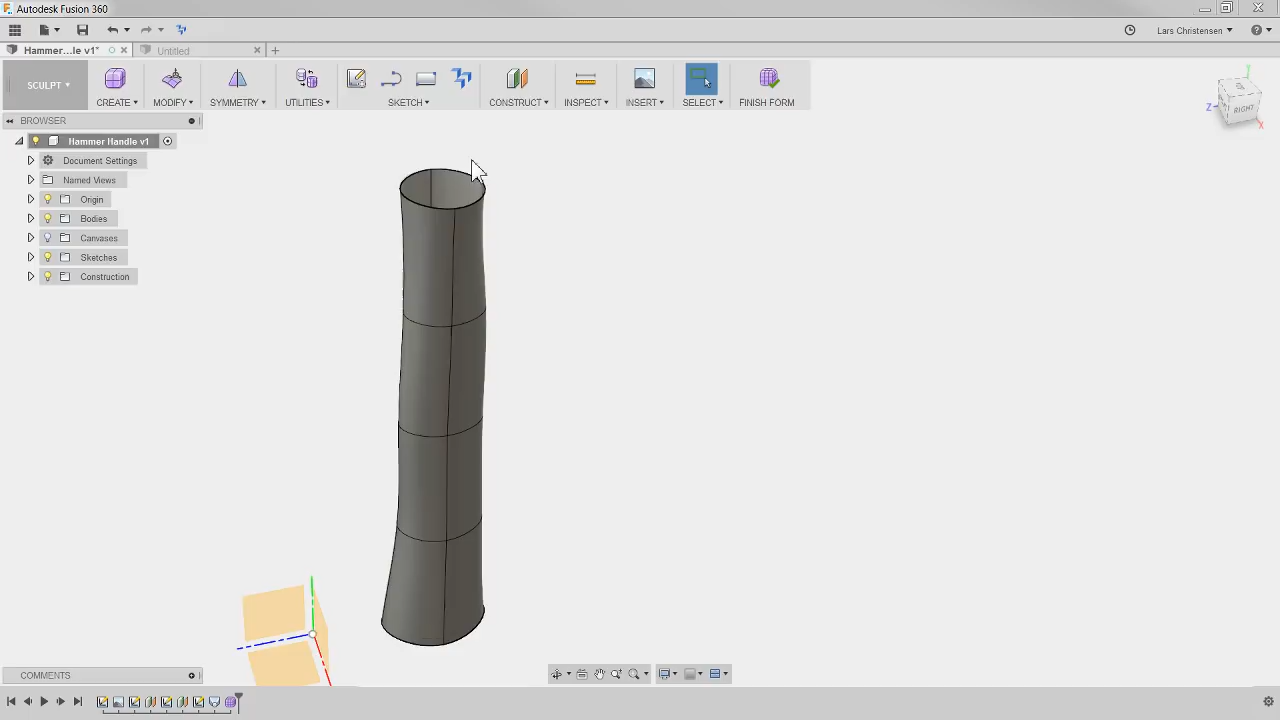 Autodesk Fusion 360
Lars Christensen
Hammer...le v1*
Untitled
SCULPT
CREATE
MODIFY
SYMMETRY
UTILITIES
SKETCH
CONSTRUCT
INSPECT
INSERT
SELECT
FINISH FORM
BROWSER
Hammer Handle v1
Document Settings
Named Views
Origin
Bodies
Canvases
Sketches
Construction
Y
Z
X
RIGHT
COMMENTS